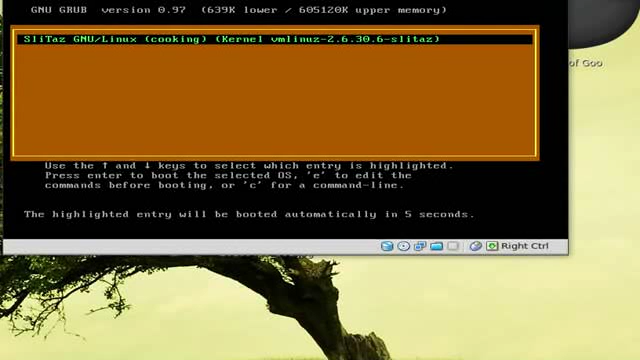 GNU GRUB  version 0.97  (639K lower / 605120K upper memory)
SliTaz GNU/Linux (cooking) (Kernel vmlinuz-2.6.30.6-slitaz)
of Goo
Use the ↑ and ↓ keys to select which entry is highlighted.
Press enter to boot the selected OS, 'e' to edit the
commands before booting, or 'c' for a command-line.
The highlighted entry will be booted automatically in 5 seconds.
Right Ctrl